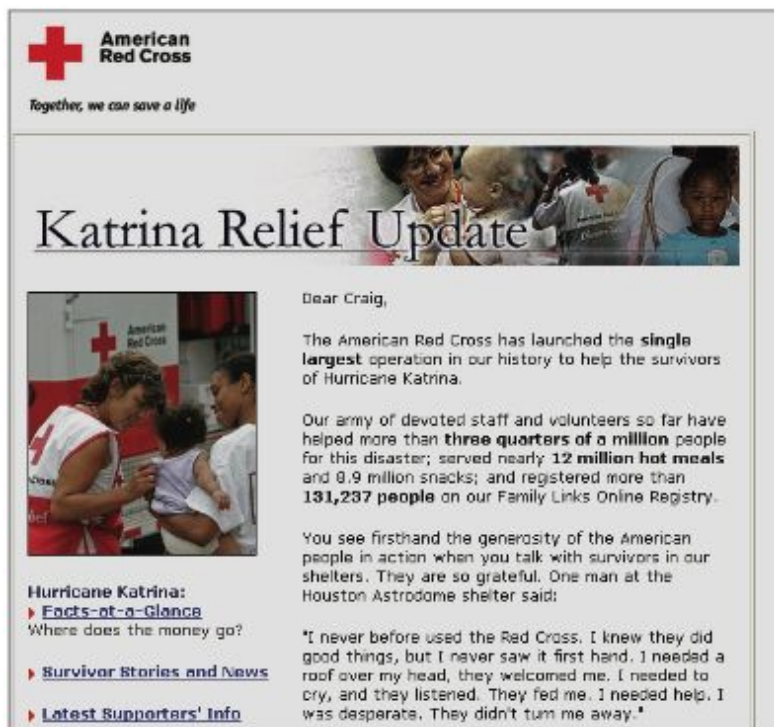 American
Red Cross
Together, we can save a life
Katrina Relief Update
American
Red Cross
Dear Craig,
The American Red Cross has launched the single
largest operation in our history to help the survivors
of Hurricane Katrina.
Our army of devoted staff and volunteers so far have
helped more than three quarters of a million people
for this disaster; served nearly 12 million hot meals
and 8.9 million snacks; and registered more than
131,237 people on our Family Links Online Registry.
You see firsthand the generosity of the American
people in action when you talk with survivors in our
shelters. They are so grateful. One man at the
Houston Astrodome shelter said:
"I never before used the Red Cross. I knew they did
good things, but I never saw it first hand. I needed a
roof over my head, they welcomed me. I needed to
cry, and they listened. They fed me. I needed help. I
was desperate. They didn't turn me away."
Hurricane Katrina:
Facts-at-a-Glance
Where does the money go?
Survivor Stories and News
Latest Supporters' Info